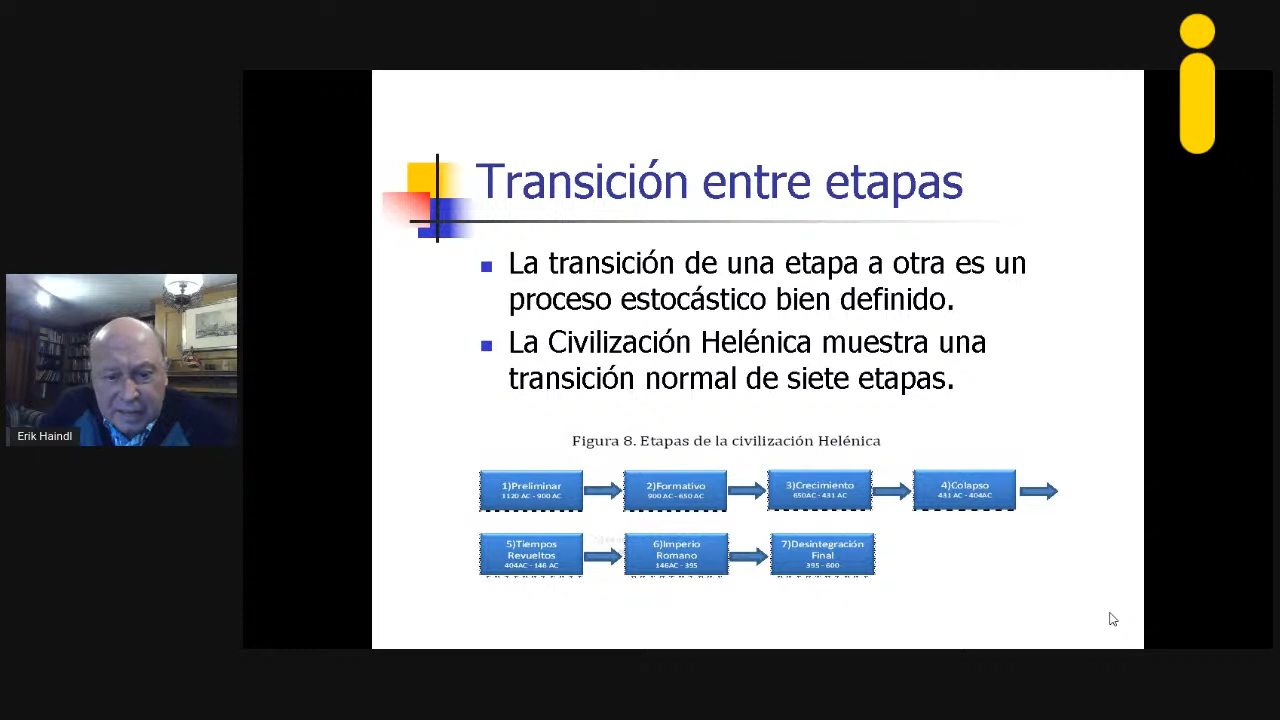 Transición entre etapas
La transición de una etapa a otra es un
proceso estocástico bien definido.
La Civilización Helénica muestra una
transición normal de siete etapas.
Figura 8. Etapas de la civilización Helénica
1)Preliminar
1120 AC - 900 AC
2)Formativo
900 AC - 650 AC
3)Crecimiento
650AC - 431 AC
4)Colapso
431 AC - 404AC
5)Tiempos
Revueltos
404AC - 146 AC
6)Imperio
Romano
146AC - 395
7)Desintegración
Final
395 - 600
Erik Haindl